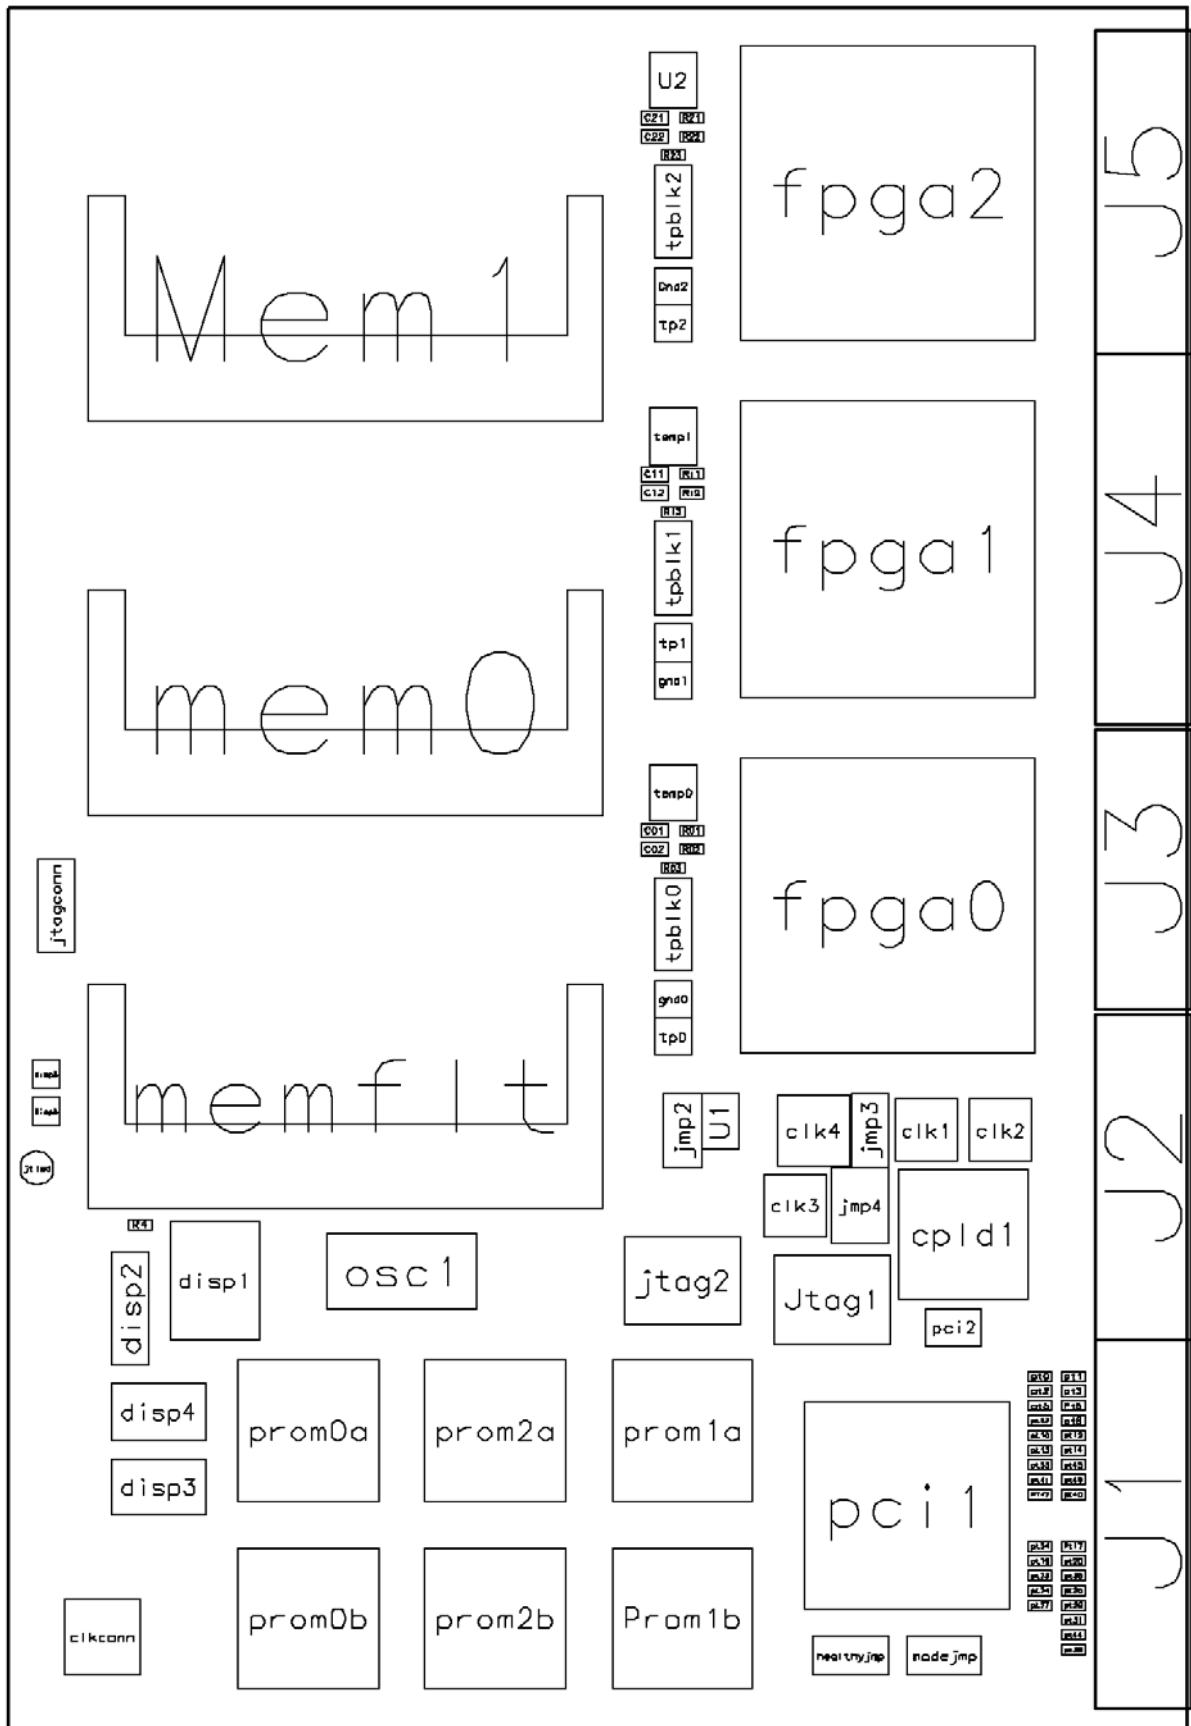 U2
C21
R21
C22
R22
R23
tpblk2
fpga2
J5
Mem1
Gnd2
tp2
temp1
C11
R11
C12
R12
R13
tpblk1
fpga1
J4
mem0
tp1
gnd1
temp0
C01
R01
C02
R02
R03
jtagconn
tpblk0
fpga0
J3
gnd0
tp0
memflt
jmp2
U1
clk4
jmp3
clk1
clk2
J2
clk3
jmp4
cpld1
R4
disp1
osc1
jtag2
Jtag1
disp2
pci2
disp4
prom0a
prom2a
prom1a
disp3
pci1
J1
clkconn
prom0b
prom2b
Prom1b
healthyjmp
modejmp